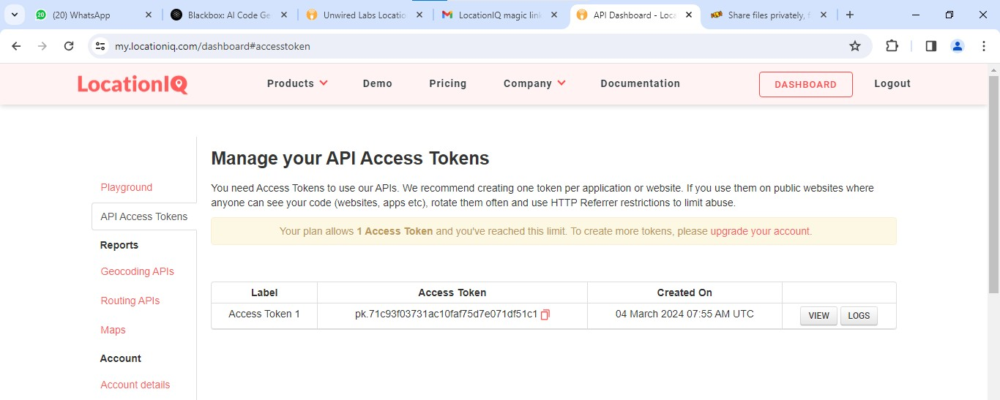 (20) WhatsApp
Blackbox: AI Code Ge
Unwired Labs Locatio
LocationIQ magic link
API Dashboard - Loca
Share files privately, f
my.locationiq.com/dashboard#accesstoken
LocationIQ
Products
Demo
Pricing
Company
Documentation
DASHBOARD
Logout
Playground
API Access Tokens
Reports
Geocoding APIs
Routing APIs
Maps
Account
Account details
Manage your API Access Tokens
You need Access Tokens to use our APIs. We recommend creating one token per application or website. If you use them on public websites where
anyone can see your code (websites, apps etc), rotate them often and use HTTP Referrer restrictions to limit abuse.
Your plan allows 1 Access Token and you've reached this limit. To create more tokens, please upgrade your account.
Label Access Token Created On
Access Token 1 pk.71c93f03731ac10faf75d7e071df51c1 04 March 2024 07:55 AM UTC VIEW LOGS